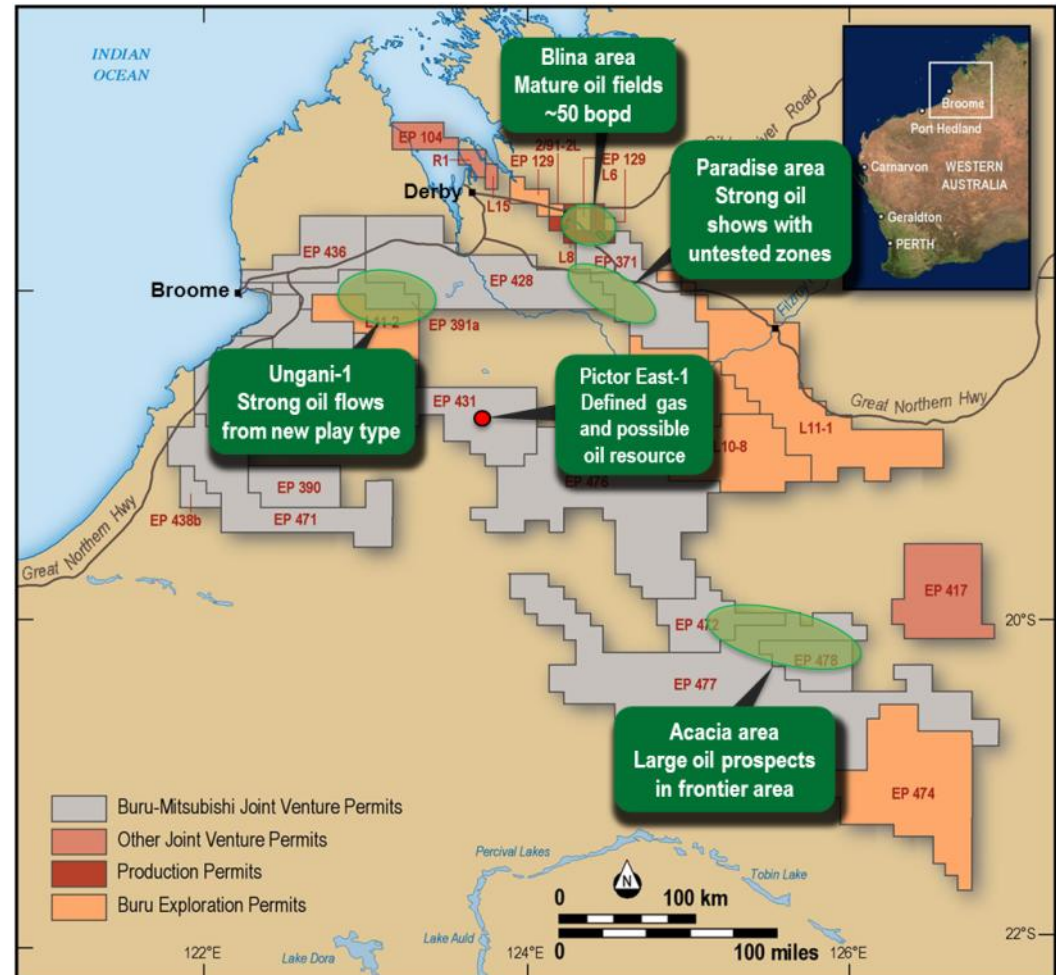 INDIAN
OCEAN
Blina area
Mature oil fields
~50 bopd
River Road
Broome
Port Hedland
Carnarvon
WESTERN
AUSTRALIA
Geraldton
PERTH
EP 104
R1
EP 129
2/91-2L
EP 129
L6
Derby
L15
Paradise area
Strong oil
shows with
untested zones
EP 436
L8
EP 371
EP 428
Broome
L11-2
EP 391a
Ungani-1
Strong oil flows
from new play type
EP 431
Pictor East-1
Defined gas
and possible
oil resource
Great Northern Hwy
L10-8
L11-1
EP 390
EP 476
EP 438b
EP 471
Great Northern Hwy
EP 417
20°S
EP 472
EP 478
EP 477
Acacia area
Large oil prospects
in frontier area
EP 474
Buru-Mitsubishi Joint Venture Permits
Other Joint Venture Permits
Production Permits
Buru Exploration Permits
Percival Lakes
Tobin Lake
N
0 100 km
0 100 miles
Lake Auld
Lake Dora
122°E
124°E
126°E
22°S